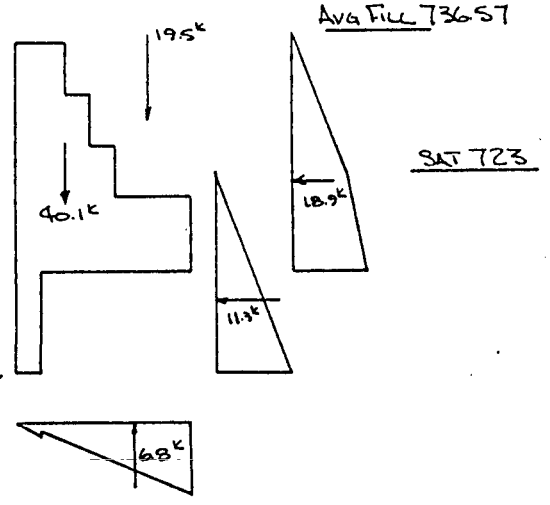 AVG FILL 736.57
19.5ᵏ
SAT 723
40.1ᵏ
18.9ᵏ
11.3ᵏ
6.8ᵏ